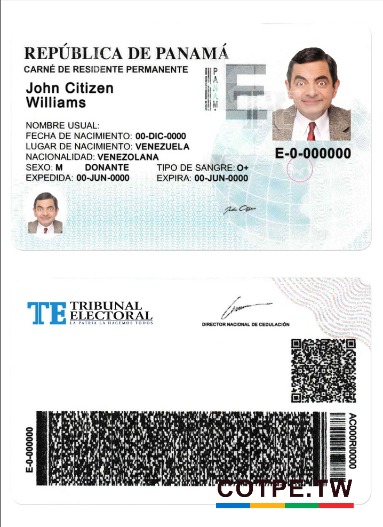 REPÚBLICA DE PANAMÁ
CARNÉ DE RESIDENTE PERMANENTE
John Citizen
Williams
NOMBRE USUAL:
FECHA DE NACIMIENTO: 00-DIC-0000
LUGAR DE NACIMIENTO: VENEZUELA
NACIONALIDAD: VENEZOLANA
SEXO: M DONANTE TIPO DE SANGRE: O+
EXPEDIDA: 00-JUN-0000 EXPIRA: 00-JUN-0000
PANAMÁ
E
E-0-000000
TE TRIBUNAL
ELECTORAL
LA PATRIA LA HACEMOS TODOS
DIRECTOR NACIONAL DE CEDULACIÓN
E-0-000000
AC000R0000
COTPE.TW